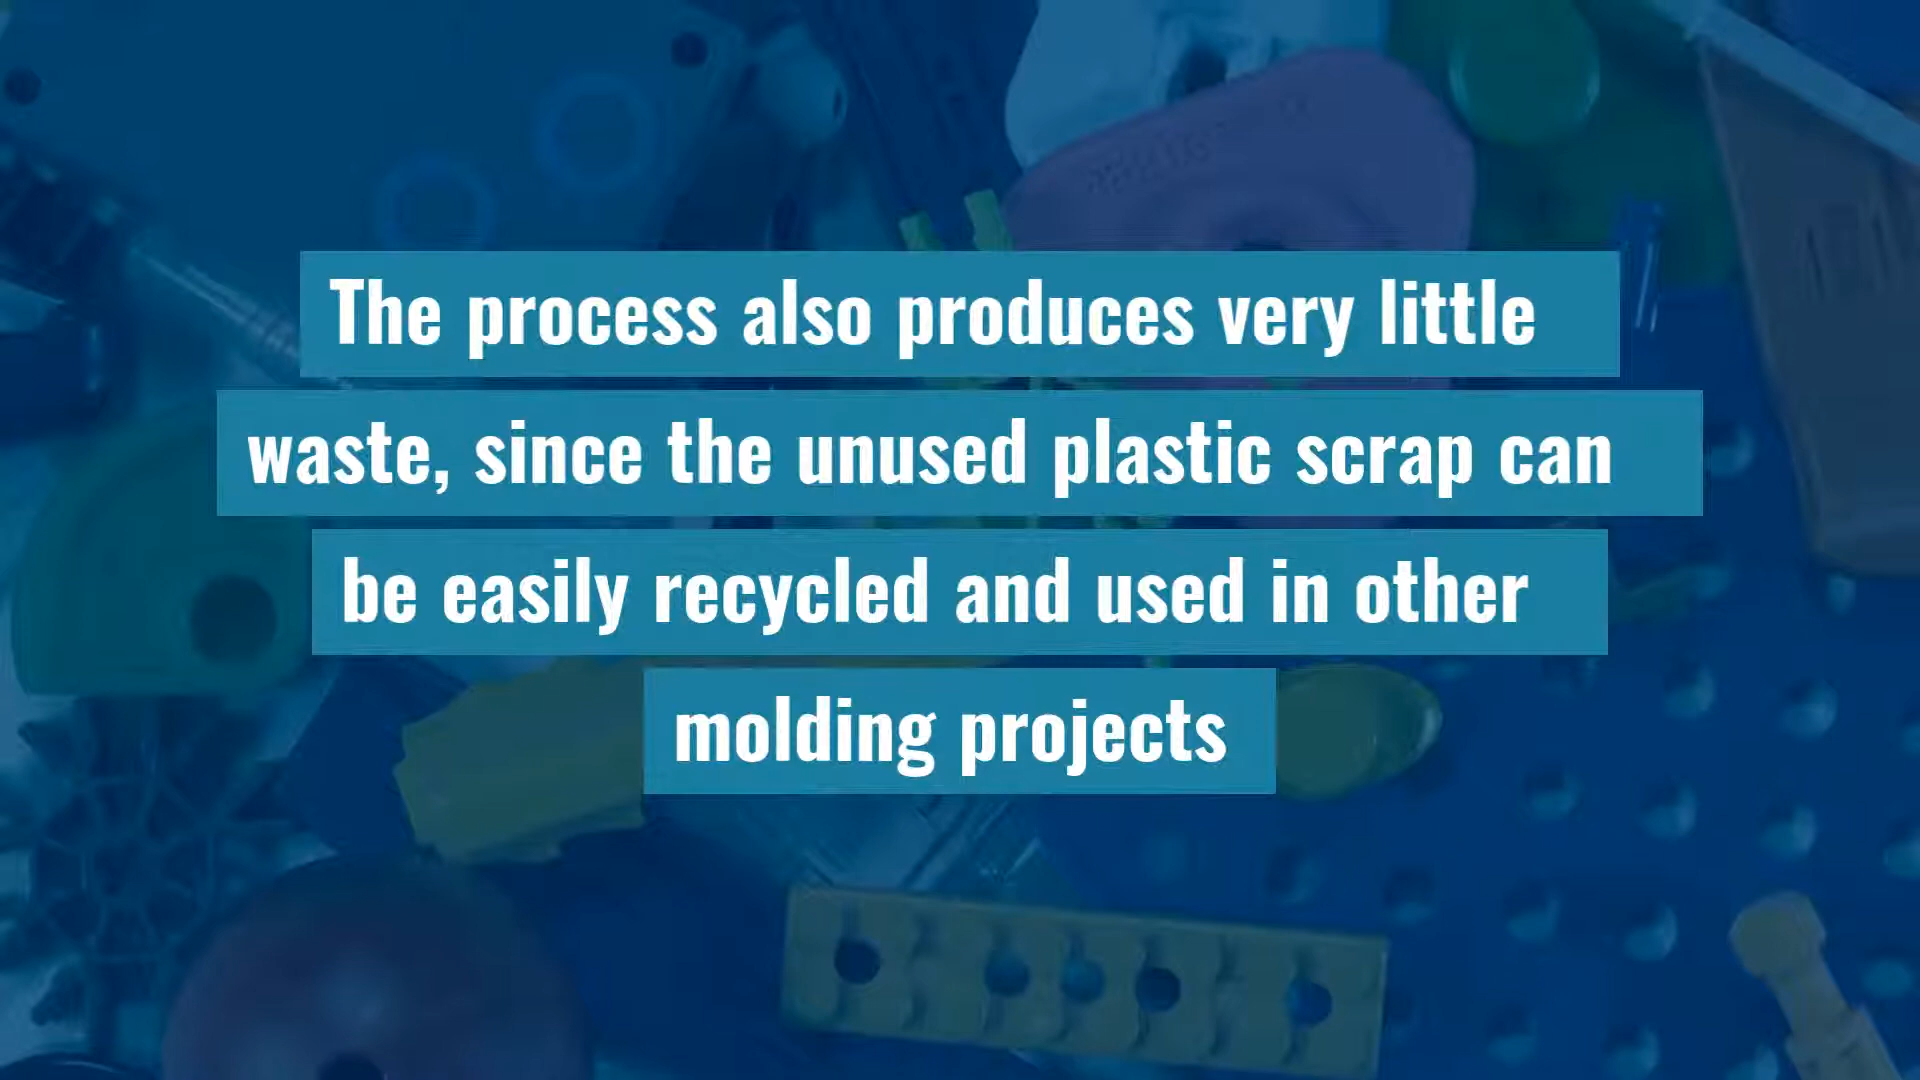 The process also produces very little
waste, since the unused plastic scrap can
be easily recycled and used in other
molding projects